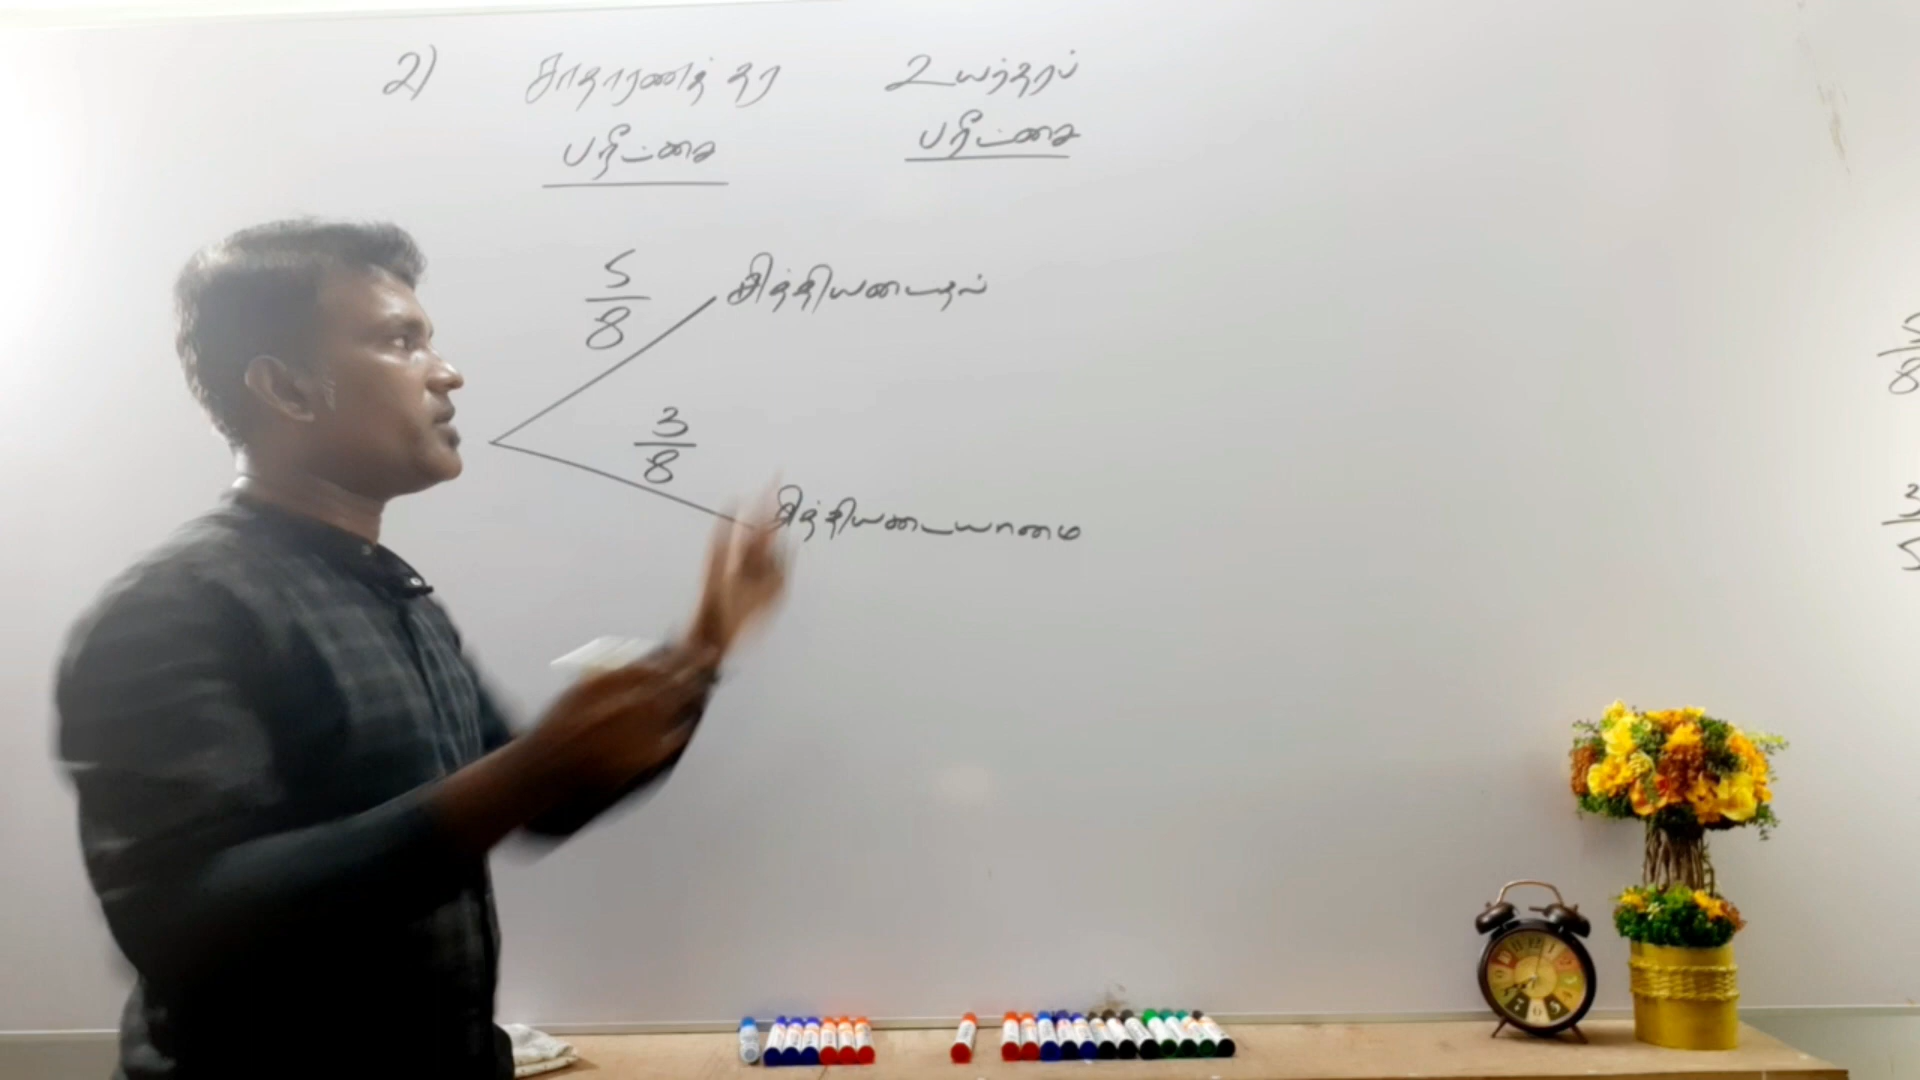 2) சாதாரணத் தர உயர்தரப்
பரீட்சை பரீட்சை
5/8 சித்தியடைதல்
3/8 சித்தியடையாமை